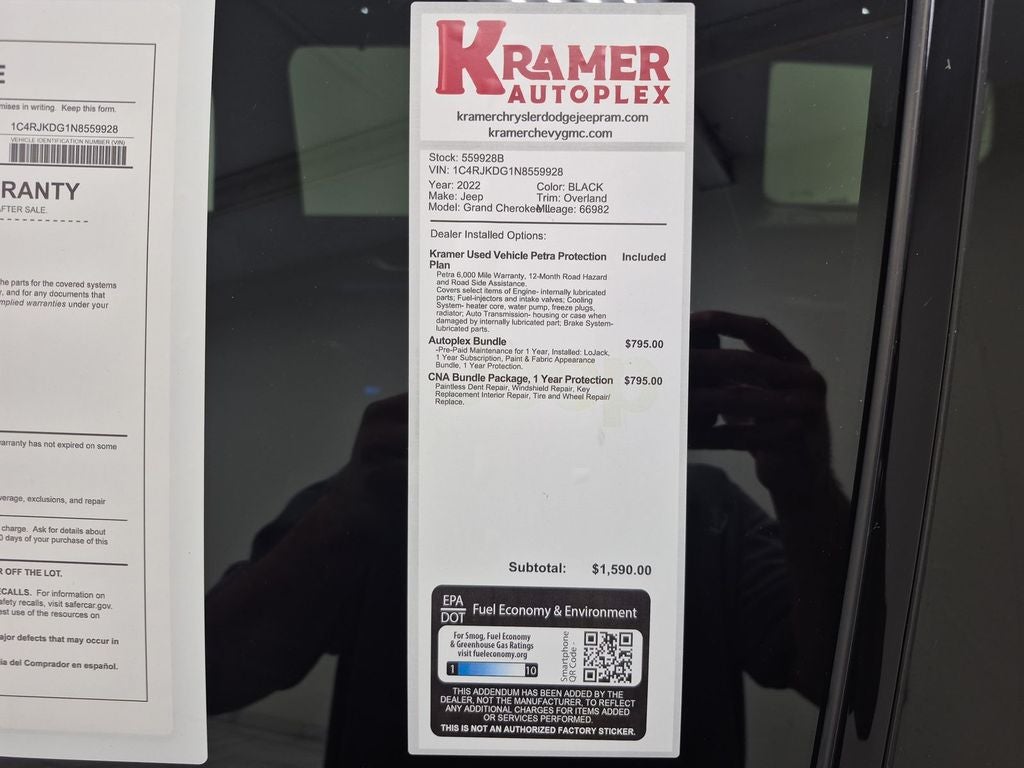 E
mises in writing. Keep this form.
1C4RJKDG1N8559928
VEHICLE IDENTIFICATION NUMBER (VIN)
RANTY
AFTER SALE.
the parts for the covered systems
, and for any documents that
mplied warranties under your
arranty has not expired on some
verage, exclusions, and repair
charge. Ask for details about
0 days of your purchase of this
R OFF THE LOT.
ECALLS. For information on
afety recalls, visit safercar.gov.
est use of the resources on
ajor defects that may occur in
ia del Comprador en español.
KRAMER
AUTOPLEX
kramerchryslerdodgejeepram.com
kramerchevygmc.com
Stock: 559928B
VIN: 1C4RJKDG1N8559928
Year: 2022 Color: BLACK
Make: Jeep Trim: Overland
Model: Grand Cherokee L Mileage: 66982
Dealer Installed Options:
Kramer Used Vehicle Petra Protection Included
Plan
Petra 6,000 Mile Warranty, 12-Month Road Hazard
and Road Side Assistance.
Covers select items of Engine- internally lubricated
parts; Fuel-injectors and intake valves; Cooling
System- heater core, water pump, freeze plugs,
radiator; Auto Transmission- housing or case when
damaged by internally lubricated part; Brake System-
lubricated parts.
Autoplex Bundle $795.00
-Pre-Paid Maintenance for 1 Year, Installed: LoJack,
1 Year Subscription, Paint & Fabric Appearance
Bundle, 1 Year Protection.
CNA Bundle Package, 1 Year Protection $795.00
Paintless Dent Repair, Windshield Repair, Key
Replacement Interior Repair, Tire and Wheel Repair/
Replace.
Subtotal: $1,590.00
EPA
DOT Fuel Economy & Environment
For Smog, Fuel Economy
& Greenhouse Gas Ratings
visit fueleconomy.org
1 10
Smartphone
QR Code -
THIS ADDENDUM HAS BEEN ADDED BY THE
DEALER, NOT THE MANUFACTURER, TO REFLECT
ANY ADDITIONAL CHARGES FOR ITEMS ADDED
OR SERVICES PERFORMED.
THIS IS NOT AN AUTHORIZED FACTORY STICKER.